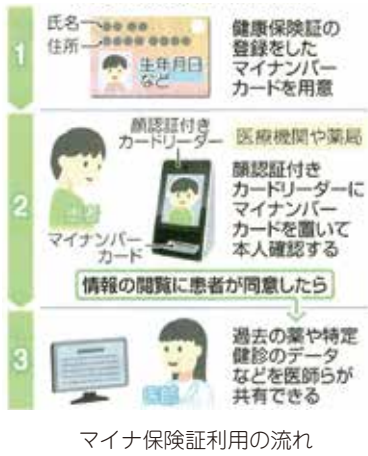 1
氏名
住所
生年月日
など
健康保険証の
登録をした
マイナンバー
カードを用意
2
顔認証付き
カードリーダー
患者
マイナンバー
カード
医療機関や薬局
顔認証付き
カードリーダーに
マイナンバー
カードを置いて
本人確認する
情報の閲覧に患者が同意したら
3
医師
過去の薬や特定
健診のデータ
などを医師らが
共有できる
マイナ保険証利用の流れ